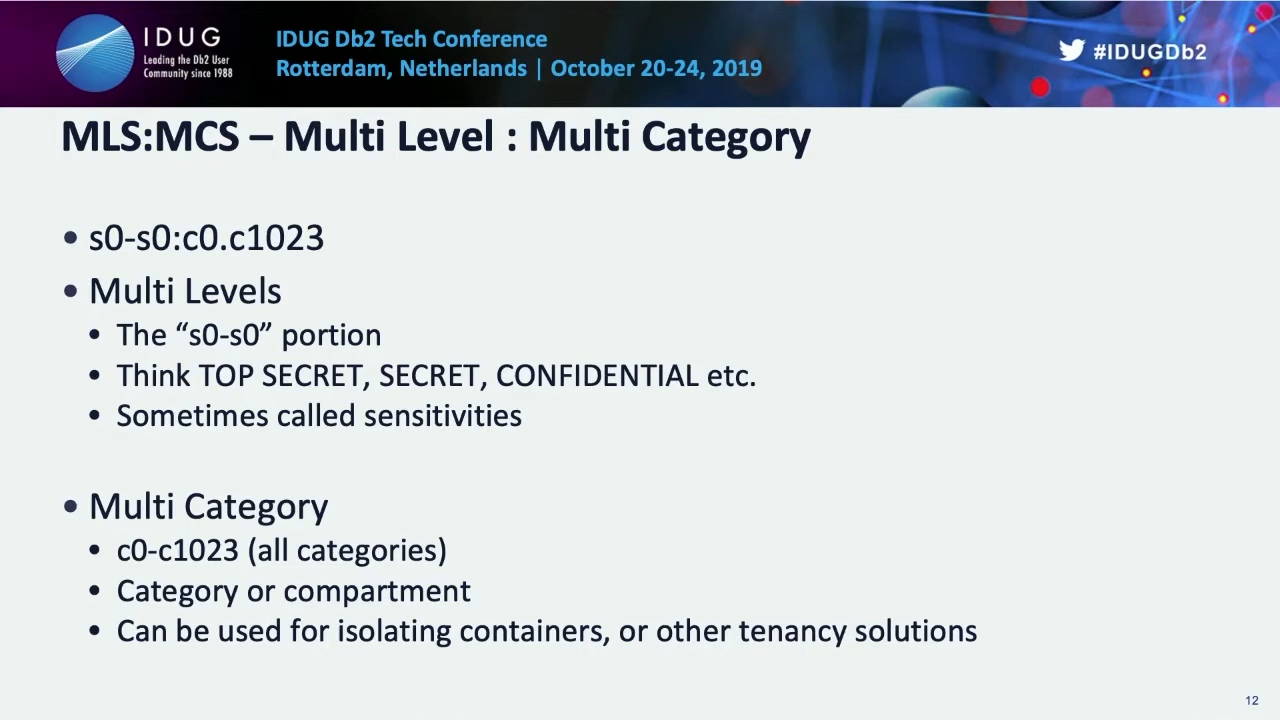 IDUG
Leading the Db2 User
Community since 1988
IDUG Db2 Tech Conference
Rotterdam, Netherlands | October 20-24, 2019
#IDUGDb2
MLS:MCS – Multi Level : Multi Category
• s0-s0:c0.c1023
• Multi Levels
• The “s0-s0” portion
• Think TOP SECRET, SECRET, CONFIDENTIAL etc.
• Sometimes called sensitivities
• Multi Category
• c0-c1023 (all categories)
• Category or compartment
• Can be used for isolating containers, or other tenancy solutions
12